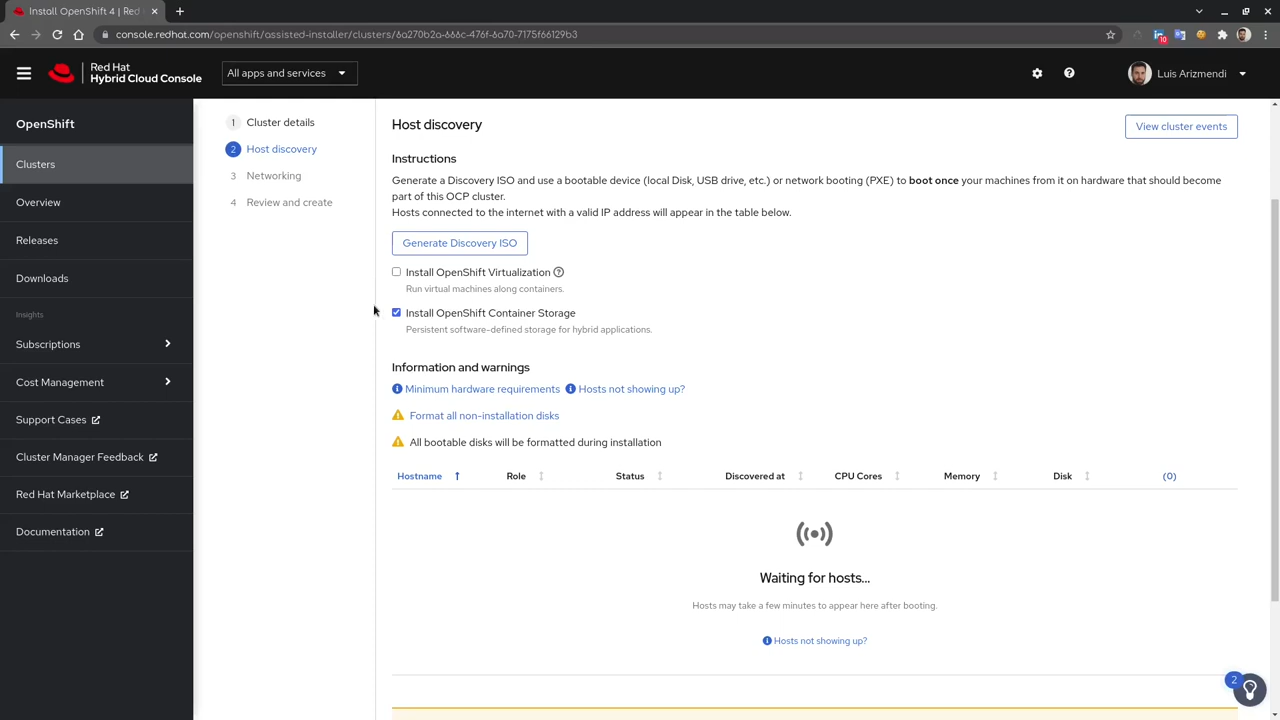 Install OpenShift 4 | Red
console.redhat.com/openshift/assisted-installer/clusters/6a270b2a-666c-476f-6a70-7175f66129b3
10
Red Hat
Hybrid Cloud Console
All apps and services
Luis Arizmendi
OpenShift
Clusters
Overview
Releases
Downloads
Insights
Subscriptions
Cost Management
Support Cases
Cluster Manager Feedback
Red Hat Marketplace
Documentation
1 Cluster details
2 Host discovery
3 Networking
4 Review and create
Host discovery
View cluster events
Instructions
Generate a Discovery ISO and use a bootable device (local Disk, USB drive, etc.) or network booting (PXE) to boot once your machines from it on hardware that should become
part of this OCP cluster.
Hosts connected to the internet with a valid IP address will appear in the table below.
Generate Discovery ISO
Install OpenShift Virtualization
Run virtual machines along containers.
Install OpenShift Container Storage
Persistent software-defined storage for hybrid applications.
Information and warnings
Minimum hardware requirements Hosts not showing up?
Format all non-installation disks
All bootable disks will be formatted during installation
Hostname Role Status Discovered at CPU Cores Memory Disk (0)
Waiting for hosts...
Hosts may take a few minutes to appear here after booting.
Hosts not showing up?
2